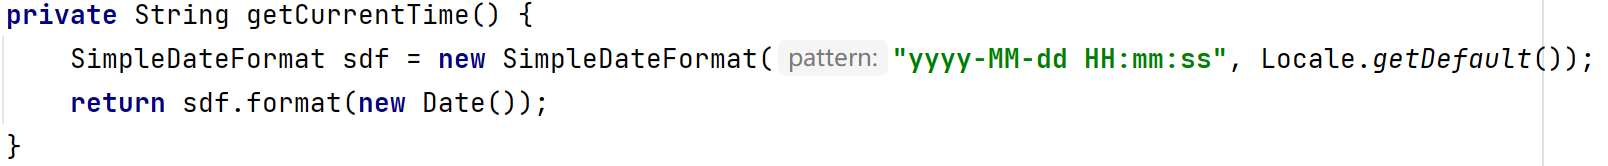 private String getCurrentTime() {
    SimpleDateFormat sdf = new SimpleDateFormat( pattern: "yyyy-MM-dd HH:mm:ss", Locale.getDefault());
    return sdf.format(new Date());
}